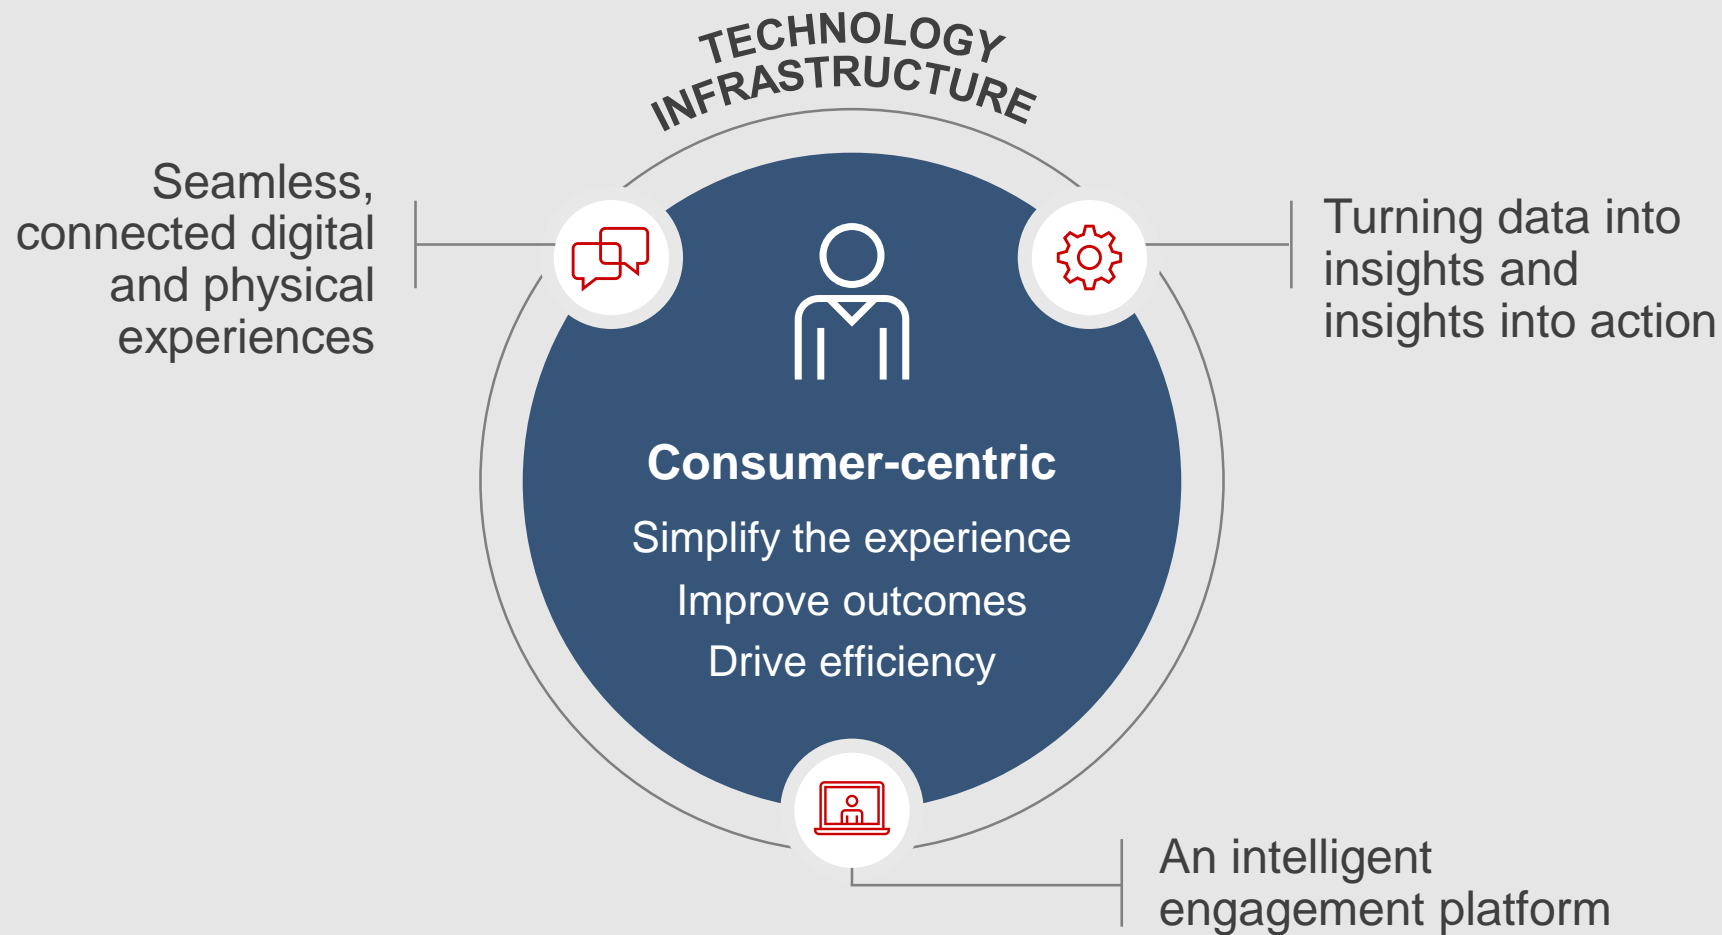 TECHNOLOGY
INFRASTRUCTURE
Seamless,
connected digital
and physical
experiences
Turning data into
insights and
insights into action
Consumer-centric
Simplify the experience
Improve outcomes
Drive efficiency
An intelligent
engagement platform